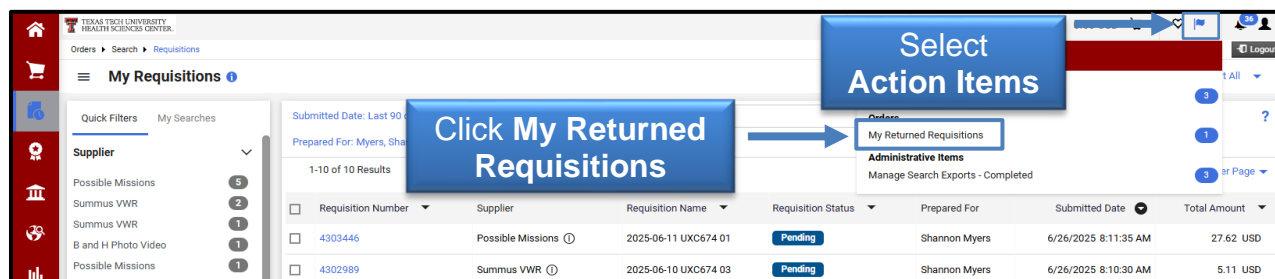 TEXAS TECH UNIVERSITY
HEALTH SCIENCES CENTER.
36
Orders Search Requisitions
Logout
My Requisitions
Select
Action Items
All
3
Quick Filters My Searches
Submitted Date: Last 90
?
Click My Returned
Requisitions
Orders
My Returned Requisitions
1
Supplier
Prepared For: Myers, Sha
Administrative Items
Manage Search Exports - Completed
3
er Page
1-10 of 10 Results
Possible Missions 5
Summus VWR 2
Summus VWR 1
B and H Photo Video 1
Possible Missions 1
Requisition Number Supplier Requisition Name Requisition Status Prepared For Submitted Date Total Amount
4303446 Possible Missions 2025-06-11 UXC674 01 Pending Shannon Myers 6/26/2025 8:11:35 AM 27.62 USD
4302989 Summus VWR 2025-06-10 UXC674 03 Pending Shannon Myers 6/26/2025 8:10:30 AM 5.11 USD